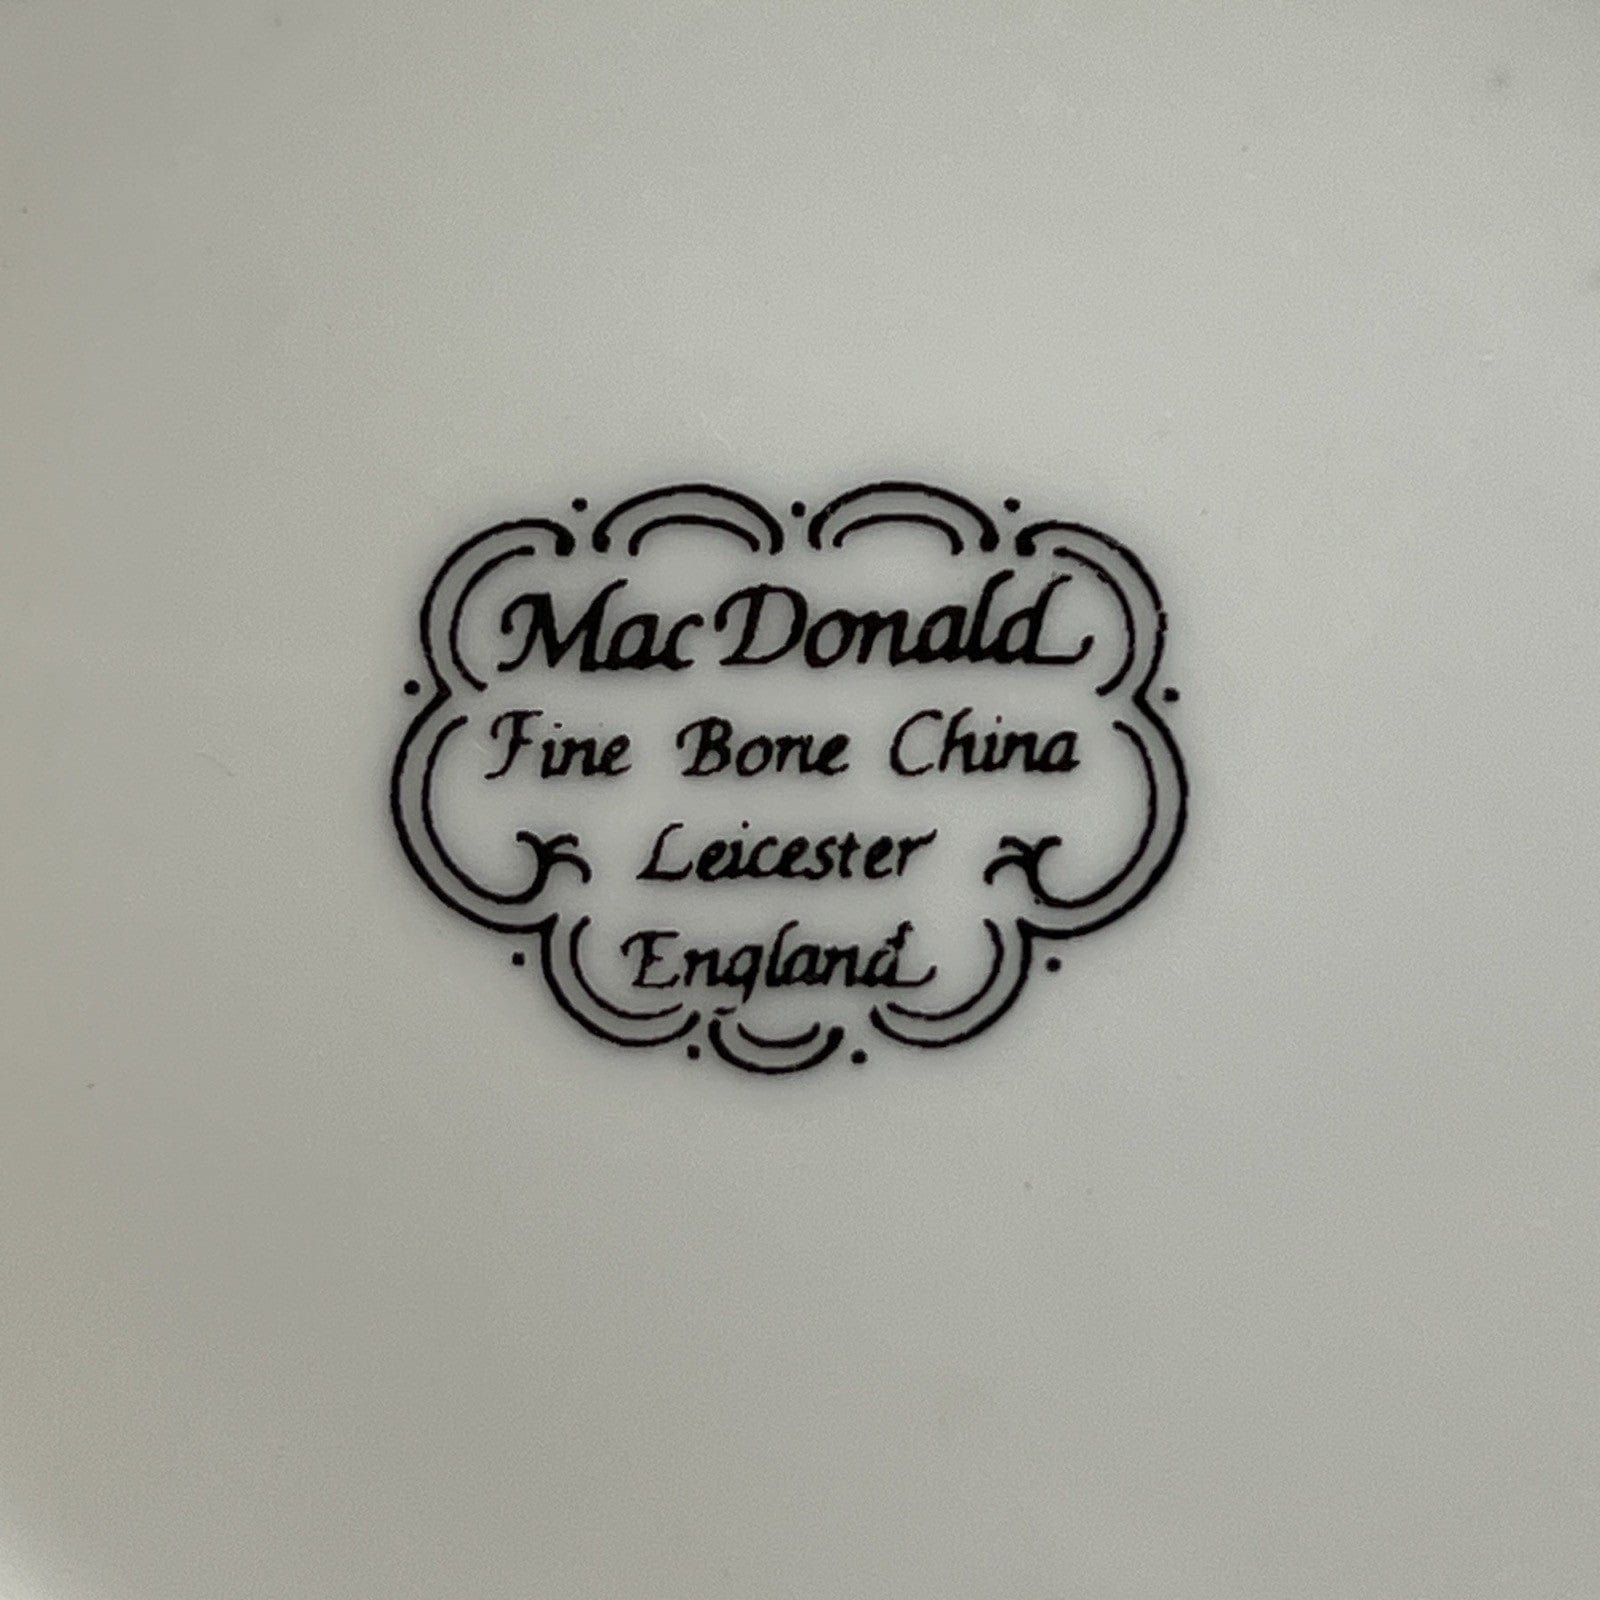 MacDonald
Fine Bone China
Leicester
England